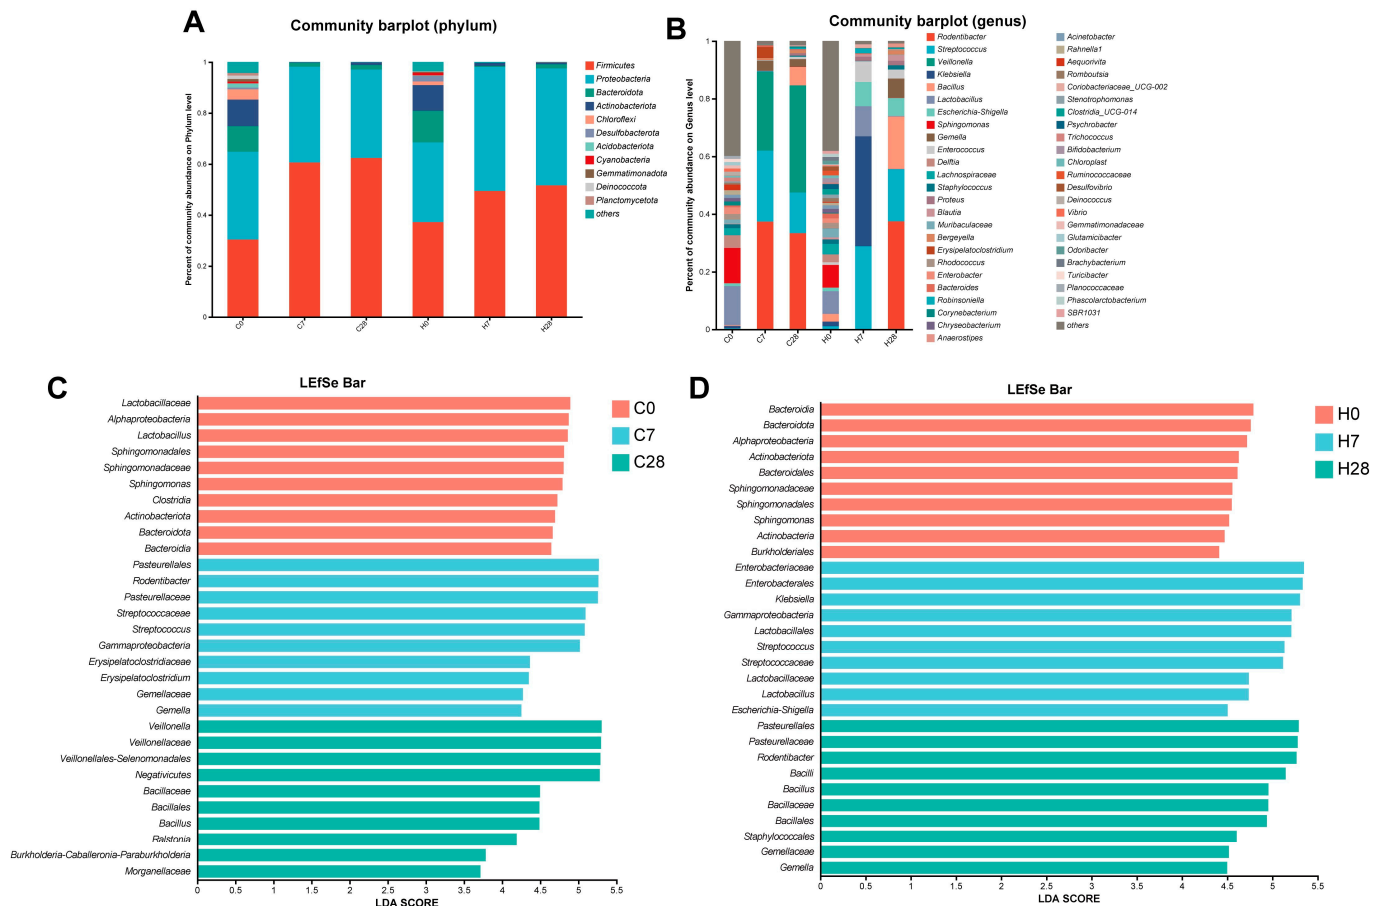 A
Community barplot (phylum)
Percent of community abundance on Phylum level
1
0.8
0.6
0.4
0.2
0
C0
C7
C28
H0
H7
H28
Firmicutes
Proteobacteria
Bacteroidota
Actinobacteriota
Chloroflexi
Desulfobacterota
Acidobacteriota
Cyanobacteria
Gemmatimonadota
Deinococcota
Planctomycetota
others
B
Community barplot (genus)
Percent of community abundance on Genus level
1
0.8
0.6
0.4
0.2
0
C0
C7
C28
H0
H7
H28
Rodentibacter
Streptococcus
Veillonella
Klebsiella
Bacillus
Lactobacillus
Escherichia-Shigella
Sphingomonas
Gemella
Enterococcus
Delftia
Lachnospiraceae
Staphylococcus
Proteus
Blautia
Muribaculaceae
Bergeyella
Erysipelatoclostridium
Rhodococcus
Enterobacter
Bacteroides
Robinsoniella
Corynebacterium
Chryseobacterium
Anaerostipes
Acinetobacter
Rahnella1
Aequorivita
Romboutsia
Coriobacteriaceae_UCG-002
Stenotrophomonas
Clostridia_UCG-014
Psychrobacter
Trichococcus
Bifidobacterium
Chloroplast
Ruminococcaceae
Desulfovibrio
Deinococcus
Vibrio
Gemmatimonadaceae
Glutamicibacter
Odoribacter
Brachybacterium
Turicibacter
Planococcaceae
Phascolarctobacterium
SBR1031
others
C
LEfSe Bar
Lactobacillaceae
Alphaproteobacteria
Lactobacillus
Sphingomonadales
Sphingomonadaceae
Sphingomonas
Clostridia
Actinobacteriota
Bacteroidota
Bacteroidia
Pasteurellales
Rodentibacter
Pasteurellaceae
Streptococcaceae
Streptococcus
Gammaproteobacteria
Erysipelatoclostridiaceae
Erysipelatoclostridium
Gemellaceae
Gemella
Veillonella
Veillonellaceae
Veillonellales-Selenomonadales
Negativicutes
Bacillaceae
Bacillales
Bacillus
Ralstonia
Burkholderia-Caballeronia-Paraburkholderia
Morganellaceae
0 0.5 1 1.5 2 2.5 3 3.5 4 4.5 5 5.5
LDA SCORE
C0
C7
C28
D
LEfSe Bar
Bacteroidia
Bacteroidota
Alphaproteobacteria
Actinobacteriota
Bacteroidales
Sphingomonadaceae
Sphingomonadales
Sphingomonas
Actinobacteria
Burkholderiales
Enterobacteriaceae
Enterobacterales
Klebsiella
Gammaproteobacteria
Lactobacillales
Streptococcus
Streptococcaceae
Lactobacillaceae
Lactobacillus
Escherichia-Shigella
Pasteurellales
Pasteurellaceae
Rodentibacter
Bacilli
Bacillus
Bacillaceae
Bacillales
Staphylococcales
Gemellaceae
Gemella
0 0.5 1 1.5 2 2.5 3 3.5 4 4.5 5 5.5
LDA SCORE
H0
H7
H28